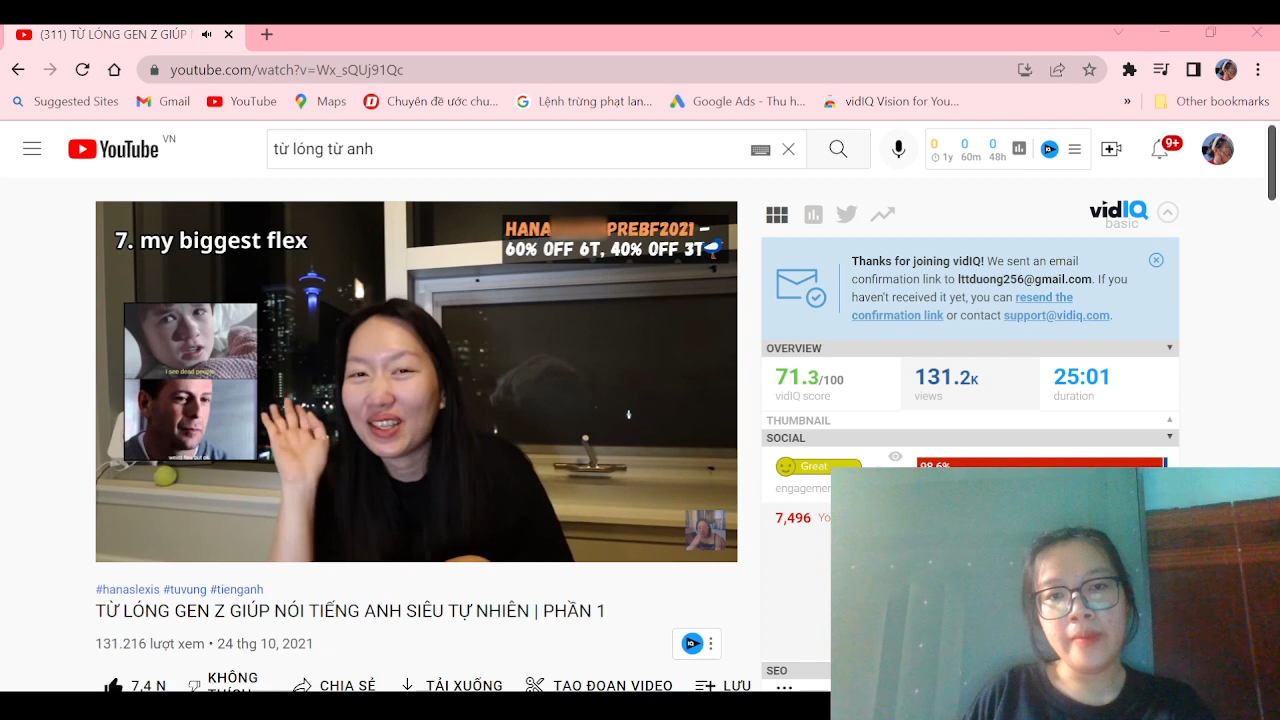 (311) TỪ LÓNG GEN Z GIÚP
youtube.com/watch?v=Wx_sQUj91Qc
Suggested Sites
Gmail
YouTube
Maps
Chuyên đề ước chu...
Lệnh trừng phạt lan...
Google Ads - Thu h...
vidIQ Vision for You...
»
Other bookmarks
YouTube VN
từ lóng từ anh
0 0 0
1y 60m 48h
9+
7. my biggest flex
HANA PREBF2021 -
60% OFF 6T, 40% OFF 3T
I see dead people.
weird flex but ok
vidIQ
basic
Thanks for joining vidIQ! We sent an email
confirmation link to lttduong256@gmail.com. If you
haven't received it yet, you can resend the
confirmation link or contact support@vidiq.com.
OVERVIEW
71.3/100
vidIQ score
131.2K
views
25:01
duration
THUMBNAIL
SOCIAL
Great
98.6%
engagemen
7,496 Yo
SEO
#hanaslexis #tuvung #tienganh
TỪ LÓNG GEN Z GIÚP NÓI TIẾNG ANH SIÊU TỰ NHIÊN | PHẦN 1
131.216 lượt xem • 24 thg 10, 2021
7,4 N
KHÔNG
THÍCH
CHIA SẺ
TẢI XUỐNG
TẠO ĐOẠN VIDEO
LƯU